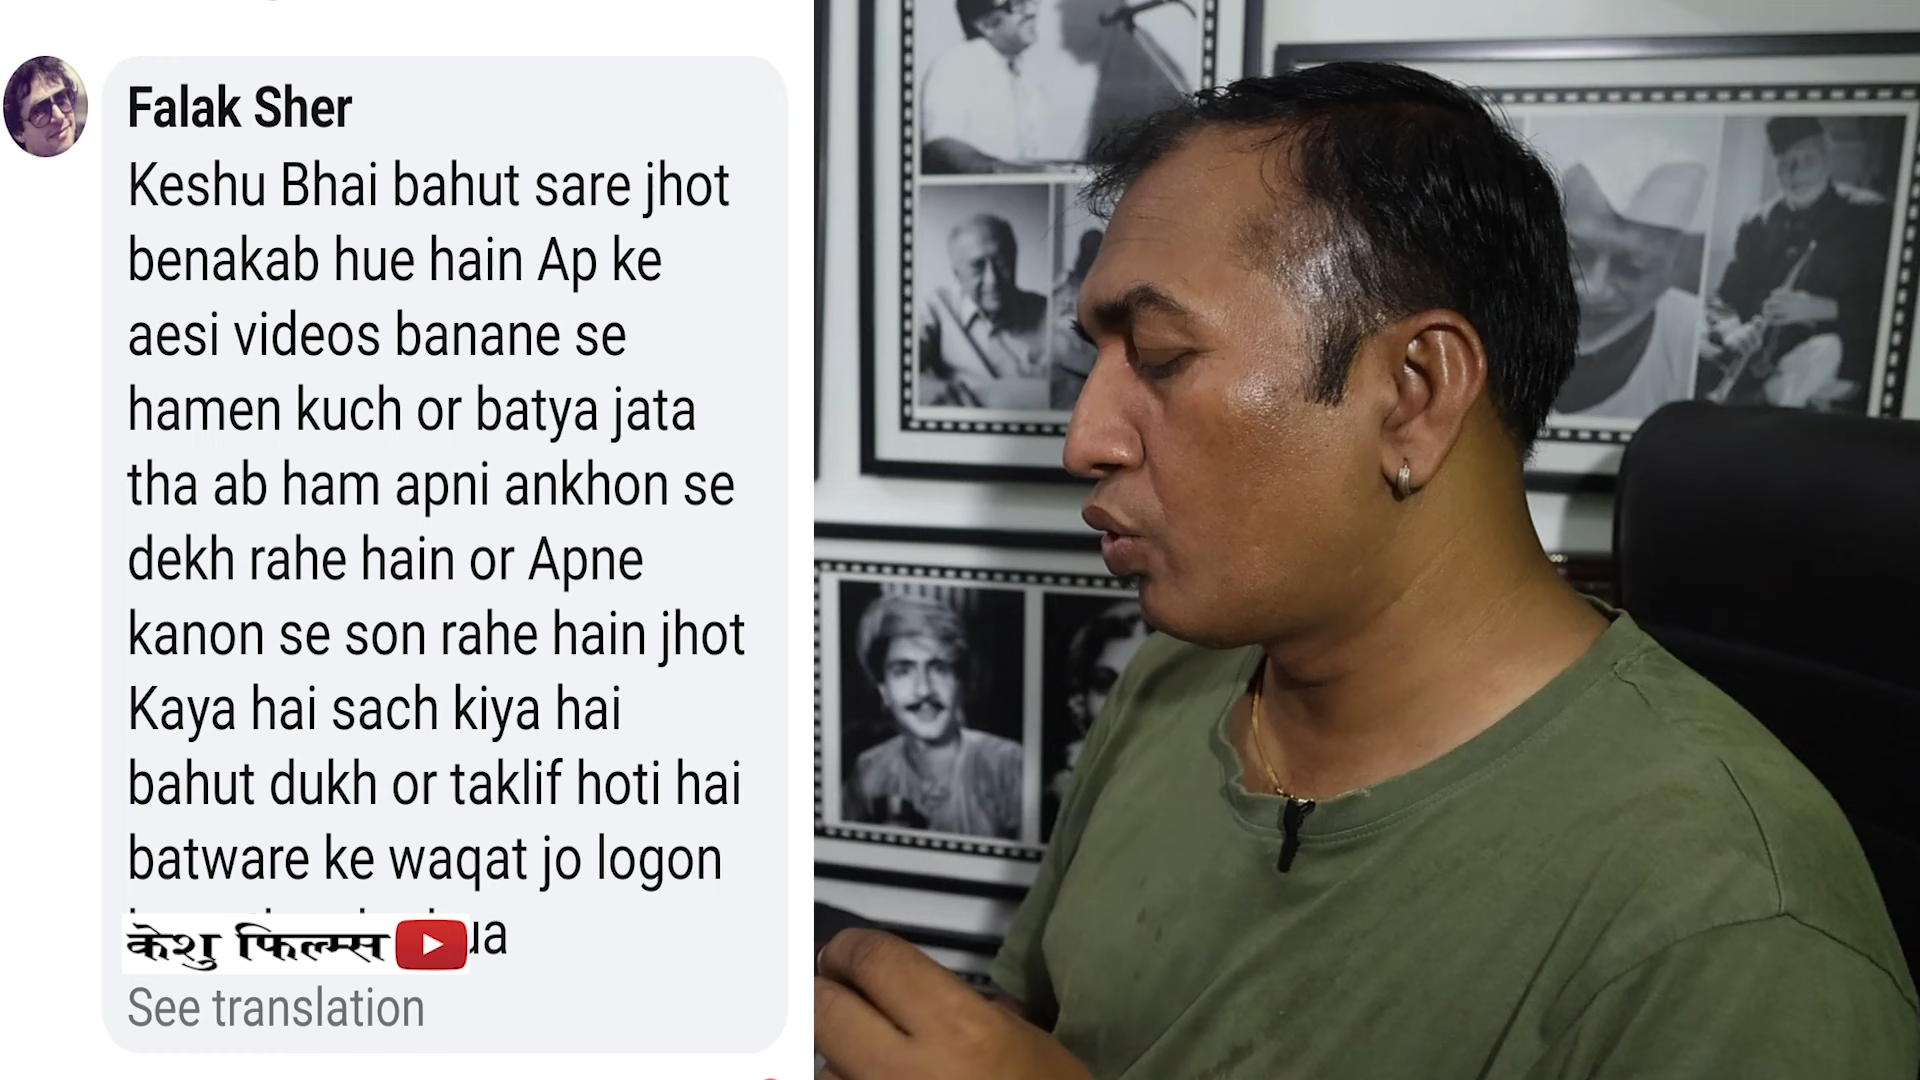 Falak Sher
Keshu Bhai bahut sare jhot
benakab hue hain Ap ke
aesi videos banane se
hamen kuch or batya jata
tha ab ham apni ankhon se
dekh rahe hain or Apne
kanon se son rahe hain jhot
Kaya hai sach kiya hai
bahut dukh or taklif hoti hai
batware ke waqat jo logon
केशु फिल्म्स
See translation